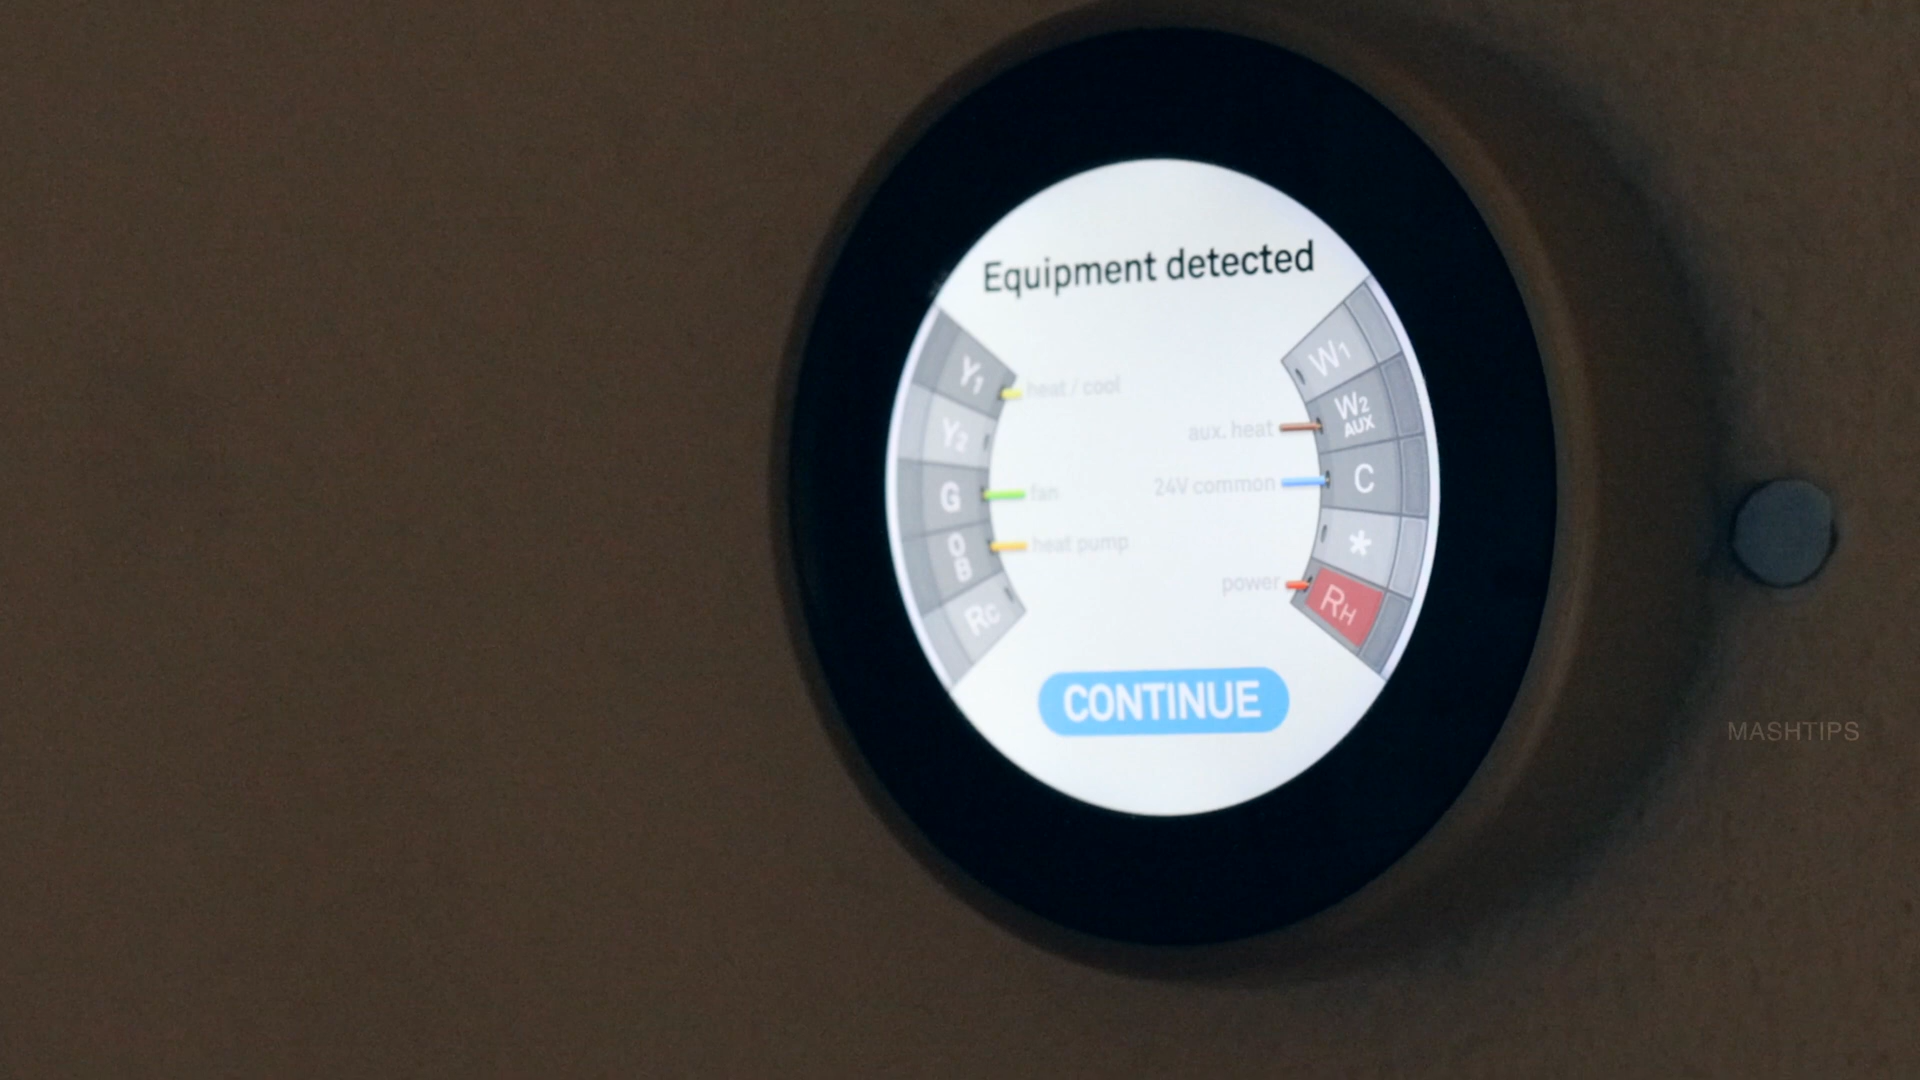 Equipment detected
Y1
heat / cool
Y2
G
fan
O
B
heat pump
Rc
W1
aux. heat
W2
AUX
24V common
C
*
power
RH
CONTINUE
MASHTIPS